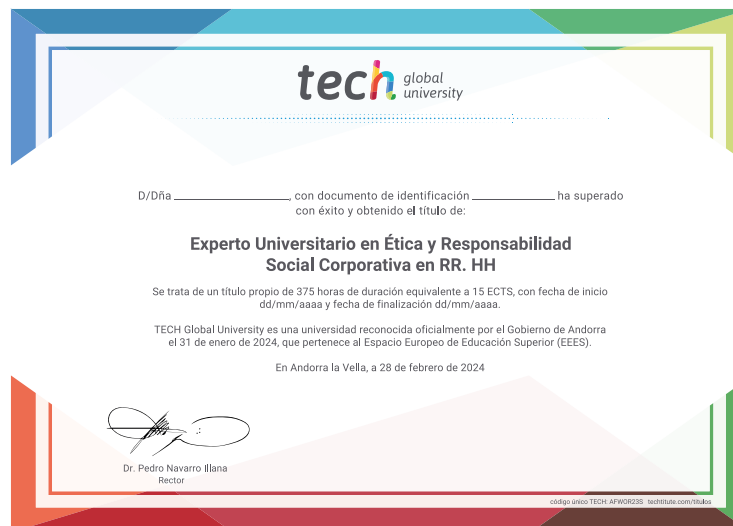 tech global university
D/Dña ____________________, con documento de identificación ______________ ha superado
con éxito y obtenido el título de:
Experto Universitario en Ética y Responsabilidad
Social Corporativa en RR. HH
Se trata de un título propio de 375 horas de duración equivalente a 15 ECTS, con fecha de inicio
dd/mm/aaaa y fecha de finalización dd/mm/aaaa.
TECH Global University es una universidad reconocida oficialmente por el Gobierno de Andorra
el 31 de enero de 2024, que pertenece al Espacio Europeo de Educación Superior (EEES).
En Andorra la Vella, a 28 de febrero de 2024
Dr. Pedro Navarro Illana
Rector
código único TECH: AFWOR23S techtitute.com/titulos